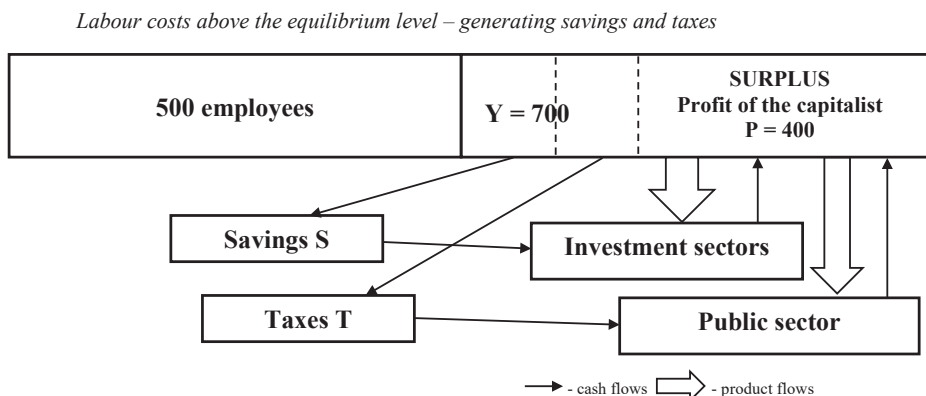 Labour costs above the equilibrium level – generating savings and taxes
500 employees
Y = 700
SURPLUS
Profit of the capitalist
P = 400
Savings S
Investment sectors
Taxes T
Public sector
- cash flows
- product flows